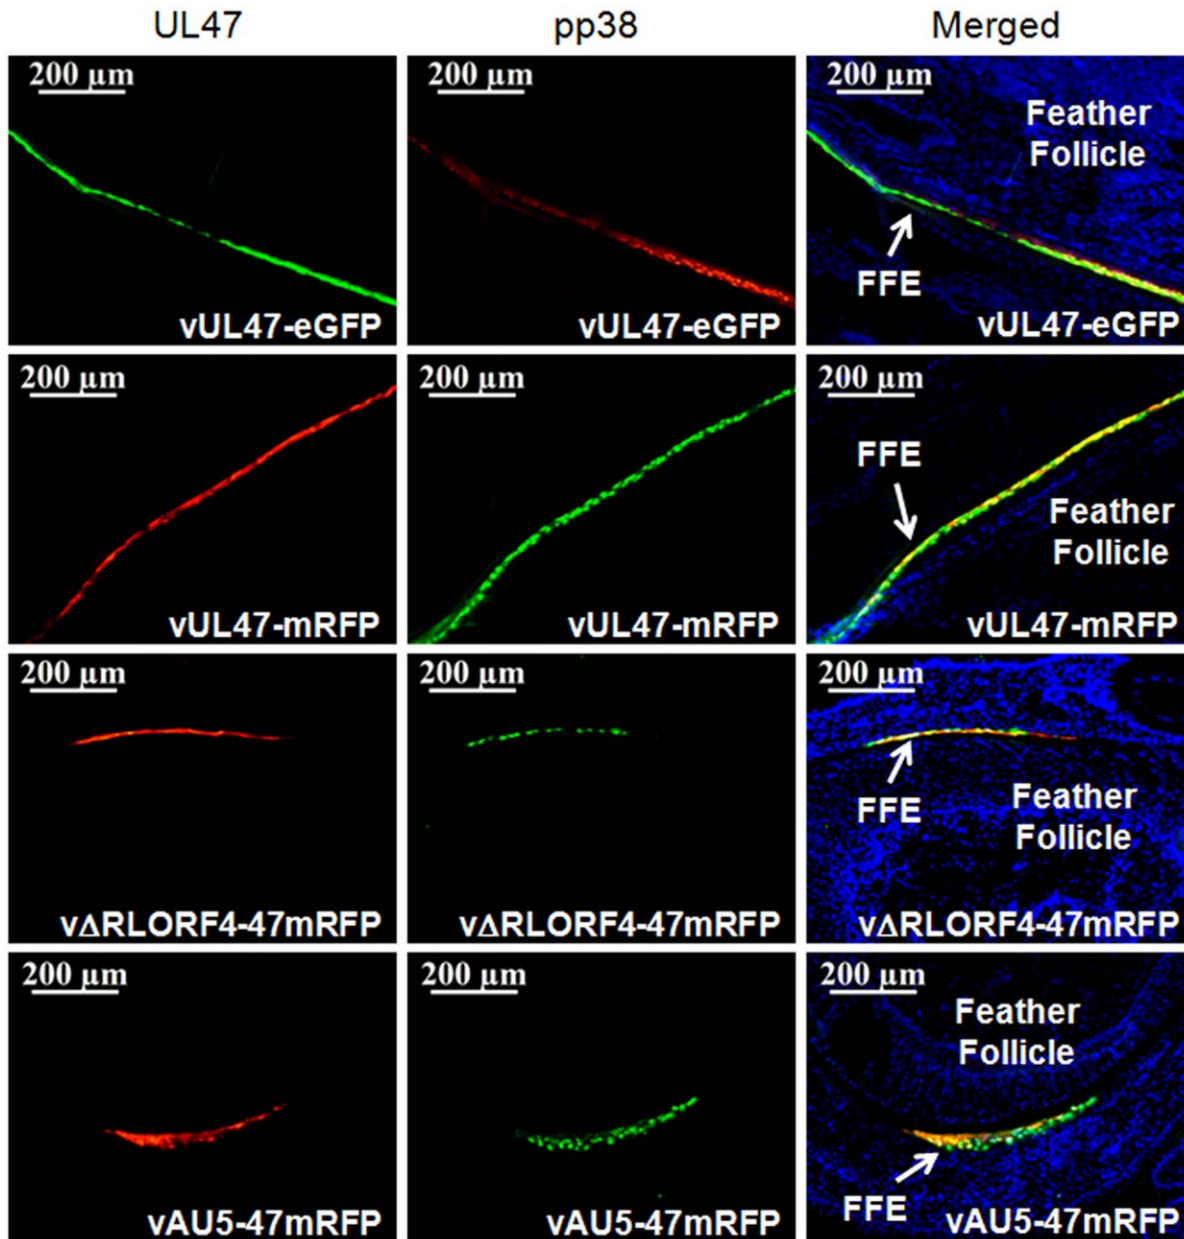 UL47
pp38
Merged
200 µm
200 µm
200 µm
Feather
Follicle
FFE
vUL47-eGFP
vUL47-eGFP
vUL47-eGFP
200 µm
200 µm
200 µm
FFE
Feather
Follicle
vUL47-mRFP
vUL47-mRFP
vUL47-mRFP
200 µm
200 µm
200 µm
FFE
Feather
Follicle
vΔRLORF4-47mRFP
vΔRLORF4-47mRFP
vΔRLORF4-47mRFP
200 µm
200 µm
200 µm
Feather
Follicle
FFE
vAU5-47mRFP
vAU5-47mRFP
vAU5-47mRFP